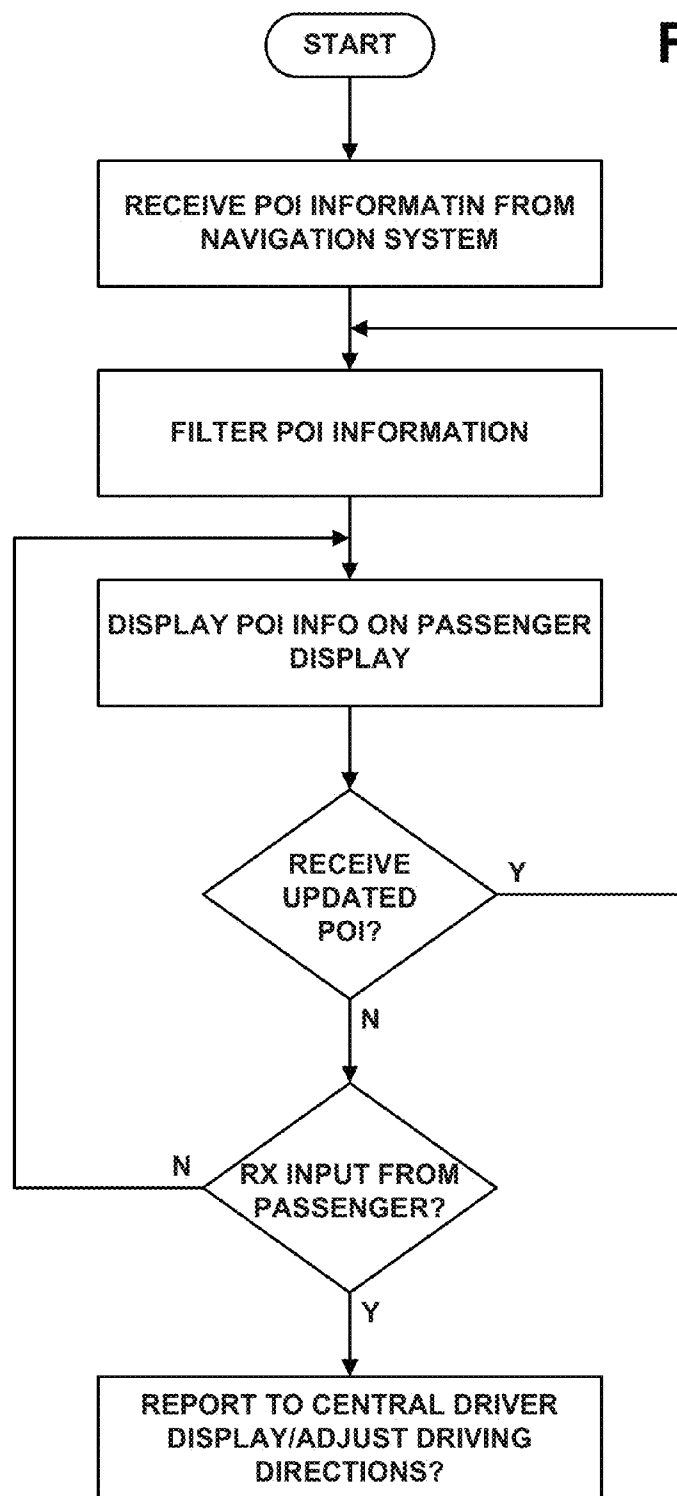 START
F
RECEIVE POI INFORMATIN FROM
NAVIGATION SYSTEM
FILTER POI INFORMATION
DISPLAY POI INFO ON PASSENGER
DISPLAY
RECEIVE
UPDATED
POI?
Y
N
RX INPUT FROM
PASSENGER?
N
Y
REPORT TO CENTRAL DRIVER
DISPLAY/ADJUST DRIVING
DIRECTIONS?